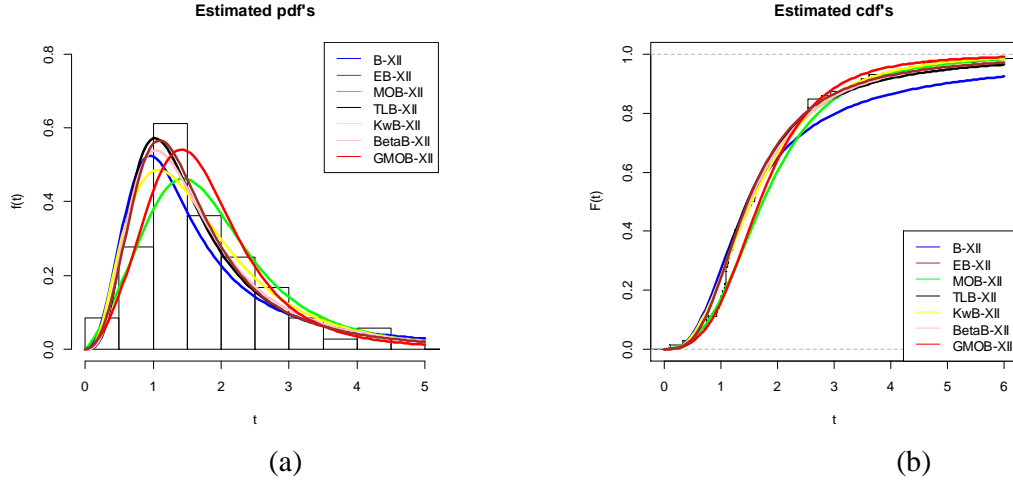 Estimated pdf's
f(t)
0.8
0.6
0.4
0.2
0.0
B-XII
EB-XII
MOB-XII
TLB-XII
KwB-XII
BetaB-XII
GMOB-XII
0 1 2 3 4 5
t
(a)
Estimated cdf's
F(t)
1.0
0.8
0.6
0.4
0.2
0.0
B-XII
EB-XII
MOB-XII
TLB-XII
KwB-XII
BetaB-XII
GMOB-XII
0 1 2 3 4 5 6
t
(b)